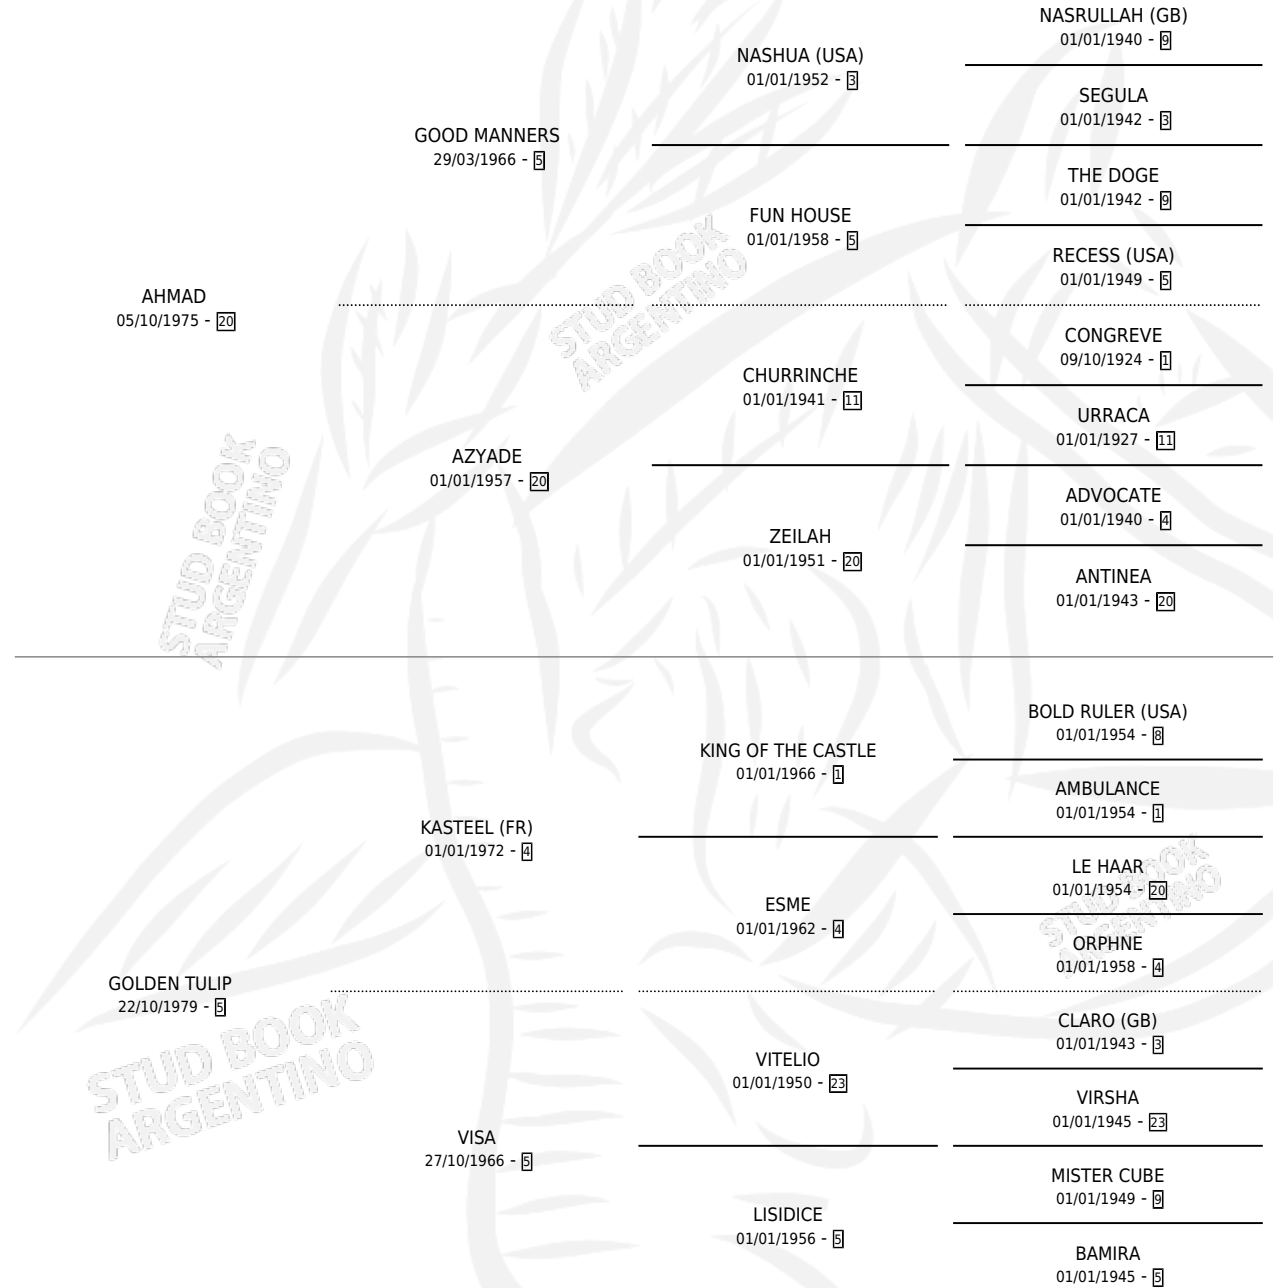 NASRULLAH (GB)
01/01/1940 - 9
NASHUA (USA)
01/01/1952 - 3
SEGULA
01/01/1942 - 3
GOOD MANNERS
29/03/1966 - 5
THE DOGE
01/01/1942 - 9
FUN HOUSE
01/01/1958 - 5
RECESS (USA)
01/01/1949 - 5
AHMAD
05/10/1975 - 20
CONGREVE
09/10/1924 - 1
CHURRINCHE
01/01/1941 - 11
URRACA
01/01/1927 - 11
AZYADE
01/01/1957 - 20
ADVOCATE
01/01/1940 - 4
ZEILAH
01/01/1951 - 20
ANTINEA
01/01/1943 - 20
BOLD RULER (USA)
01/01/1954 - 8
KING OF THE CASTLE
01/01/1966 - 1
AMBULANCE
01/01/1954 - 1
KASTEEL (FR)
01/01/1972 - 4
LE HAAR
01/01/1954 - 20
ESME
01/01/1962 - 4
ORPHNE
01/01/1958 - 4
GOLDEN TULIP
22/10/1979 - 5
CLARO (GB)
01/01/1943 - 3
VITELIO
01/01/1950 - 23
VIRSHA
01/01/1945 - 23
VISA
27/10/1966 - 5
MISTER CUBE
01/01/1949 - 9
LISIDICE
01/01/1956 - 5
BAMIRA
01/01/1945 - 5
STUD BOOK
ARGENTINO
STUD BOOK
ARGENTINO
STUD BOOK
ARGENTINO
STUD BOOK
ARGENTINO